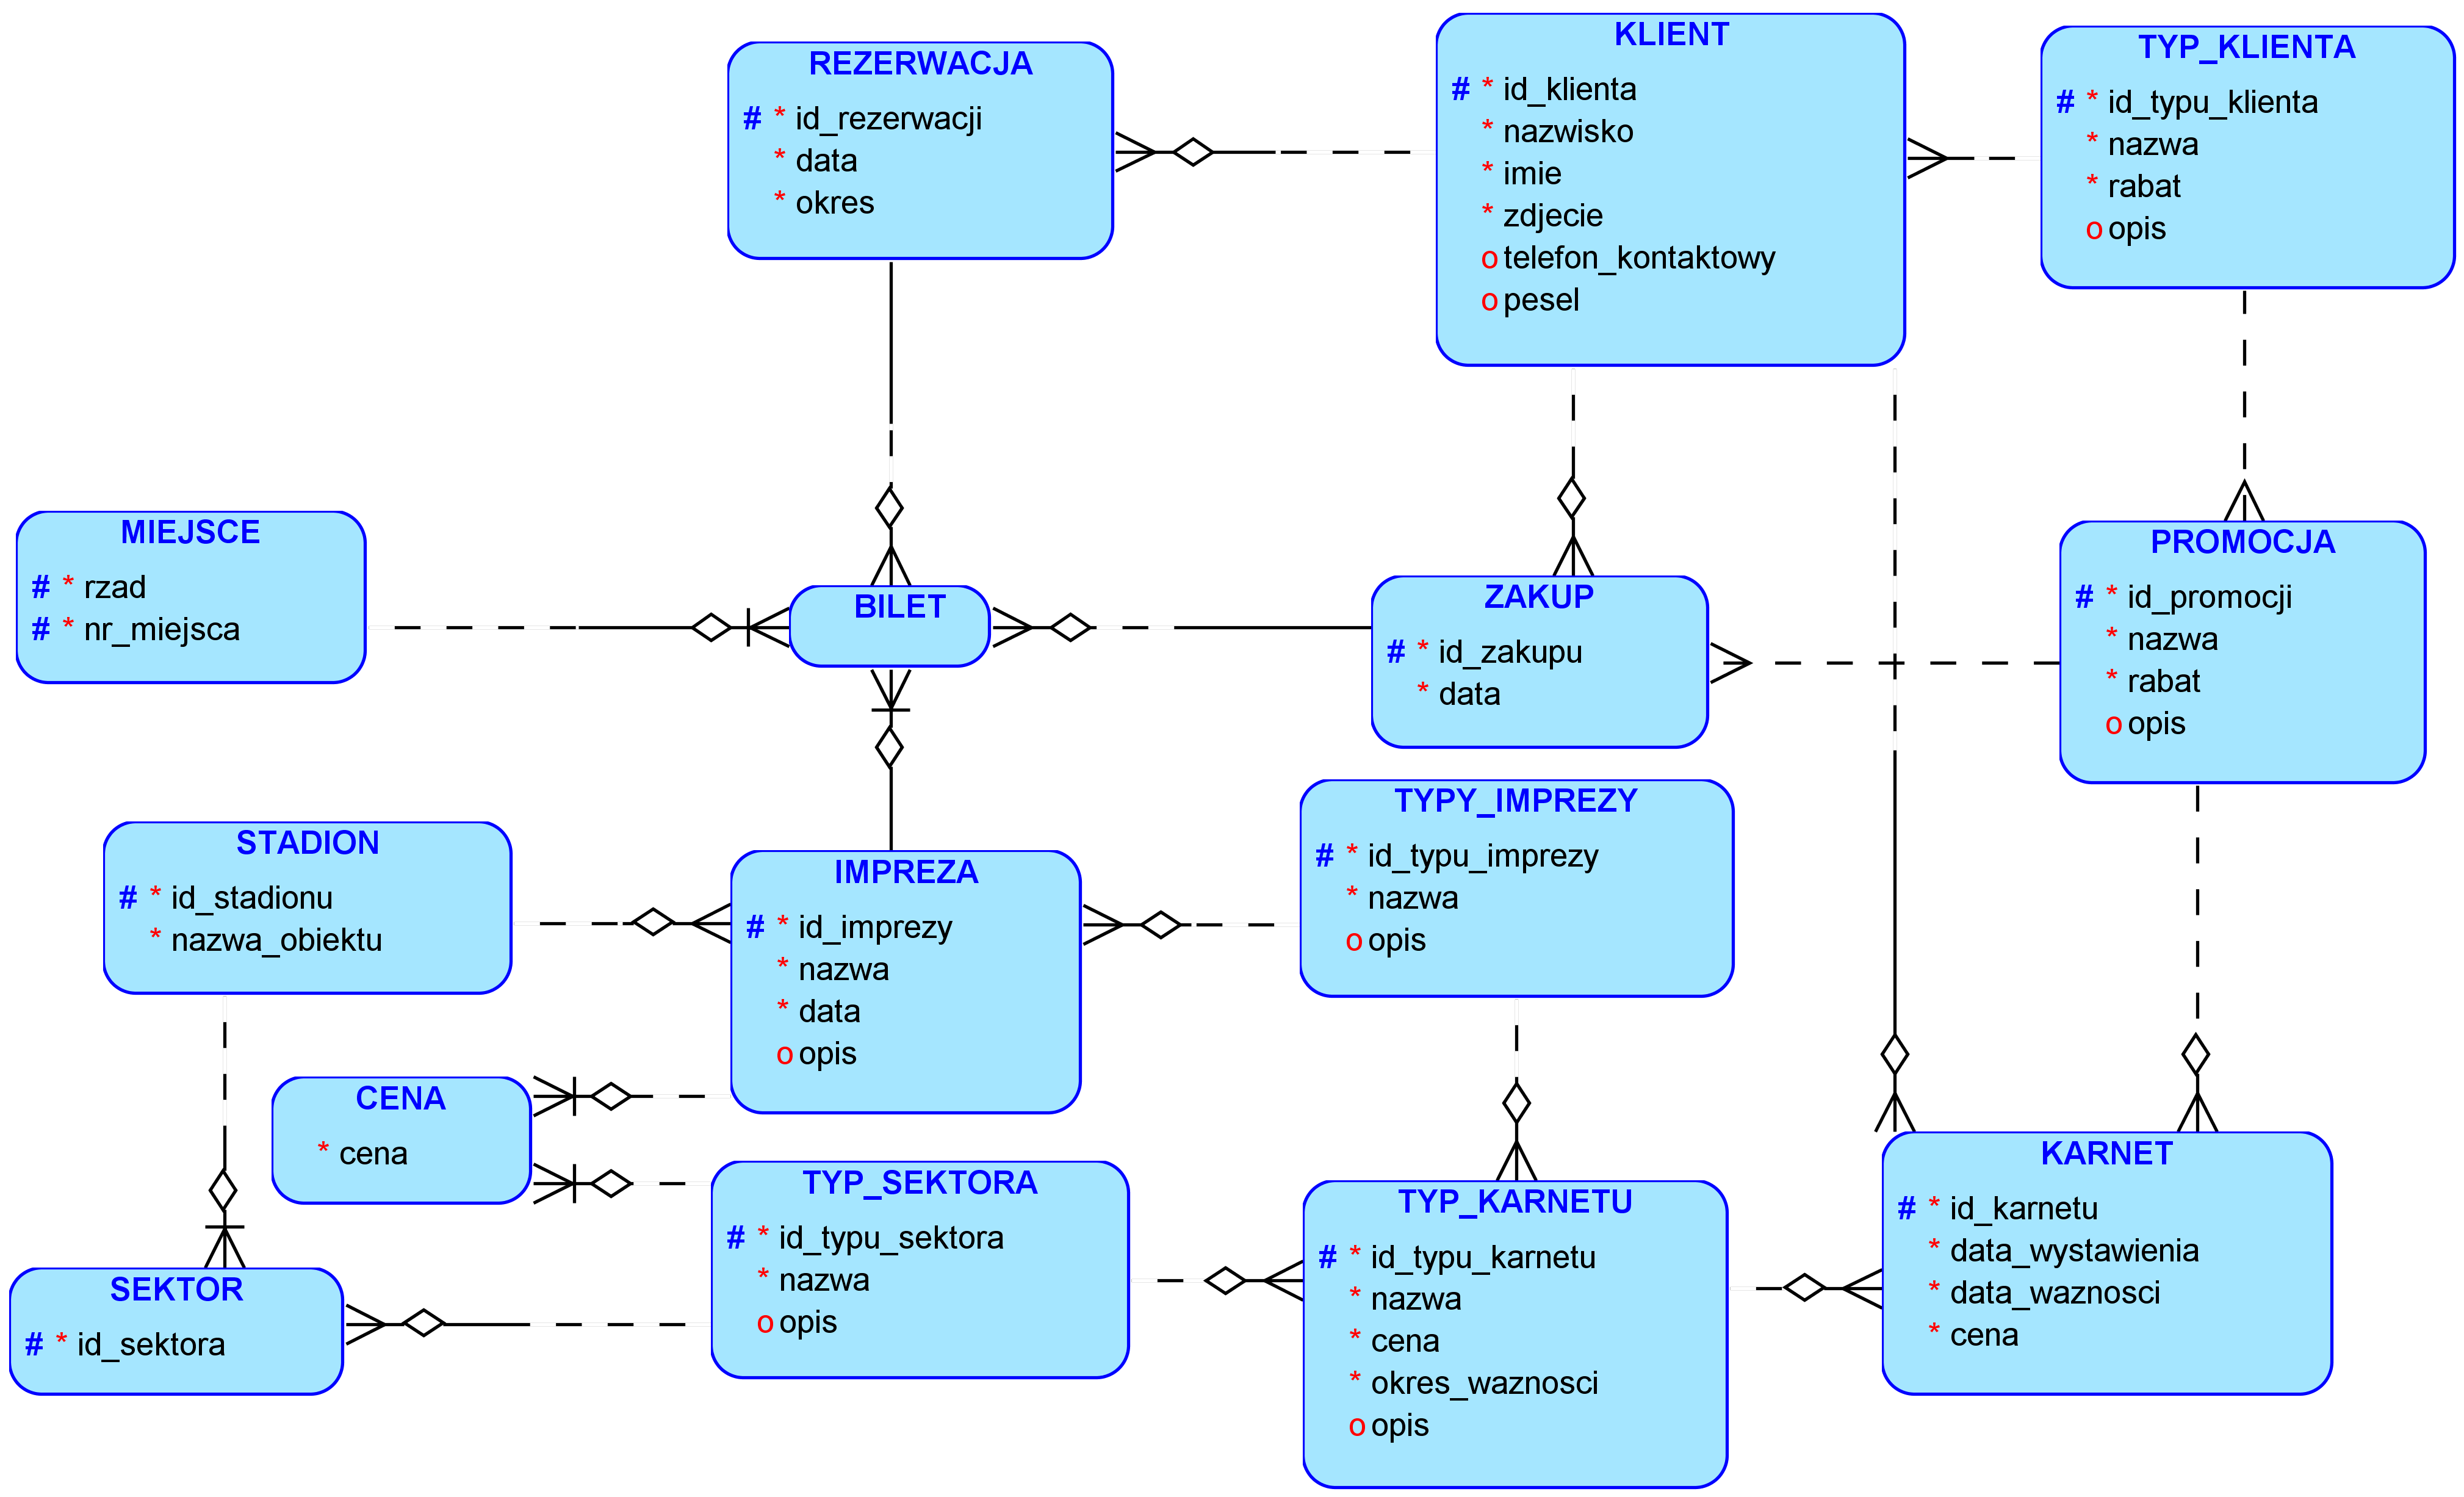 REZERWACJA
# * id_rezerwacji
* data
* okres
KLIENT
# * id_klienta
* nazwisko
* imie
* zdjecie
o telefon_kontaktowy
o pesel
TYP_KLIENTA
# * id_typu_klienta
* nazwa
* rabat
o opis
MIEJSCE
# * rzad
# * nr_miejsca
BILET
ZAKUP
# * id_zakupu
* data
PROMOCJA
# * id_promocji
* nazwa
* rabat
o opis
STADION
# * id_stadionu
* nazwa_obiektu
IMPREZA
# * id_imprezy
* nazwa
* data
o opis
TYPY_IMPREZY
# * id_typu_imprezy
* nazwa
o opis
CENA
* cena
TYP_SEKTORA
# * id_typu_sektora
* nazwa
o opis
SEKTOR
# * id_sektora
TYP_KARNETU
# * id_typu_karnetu
* nazwa
* cena
* okres_waznosci
o opis
KARNET
# * id_karnetu
* data_wystawienia
* data_waznosci
* cena